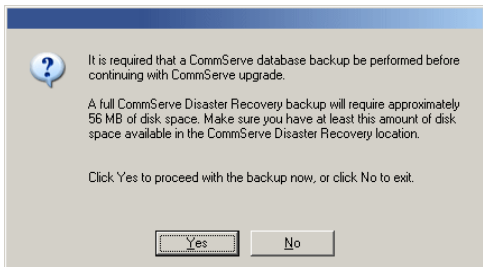 It is required that a CommServe database backup be performed before
continuing with CommServe upgrade.
A full CommServe Disaster Recovery backup will require approximately
56 MB of disk space. Make sure you have at least this amount of disk
space available in the CommServe Disaster Recovery location.
Click Yes to proceed with the backup now, or click No to exit.
Yes No